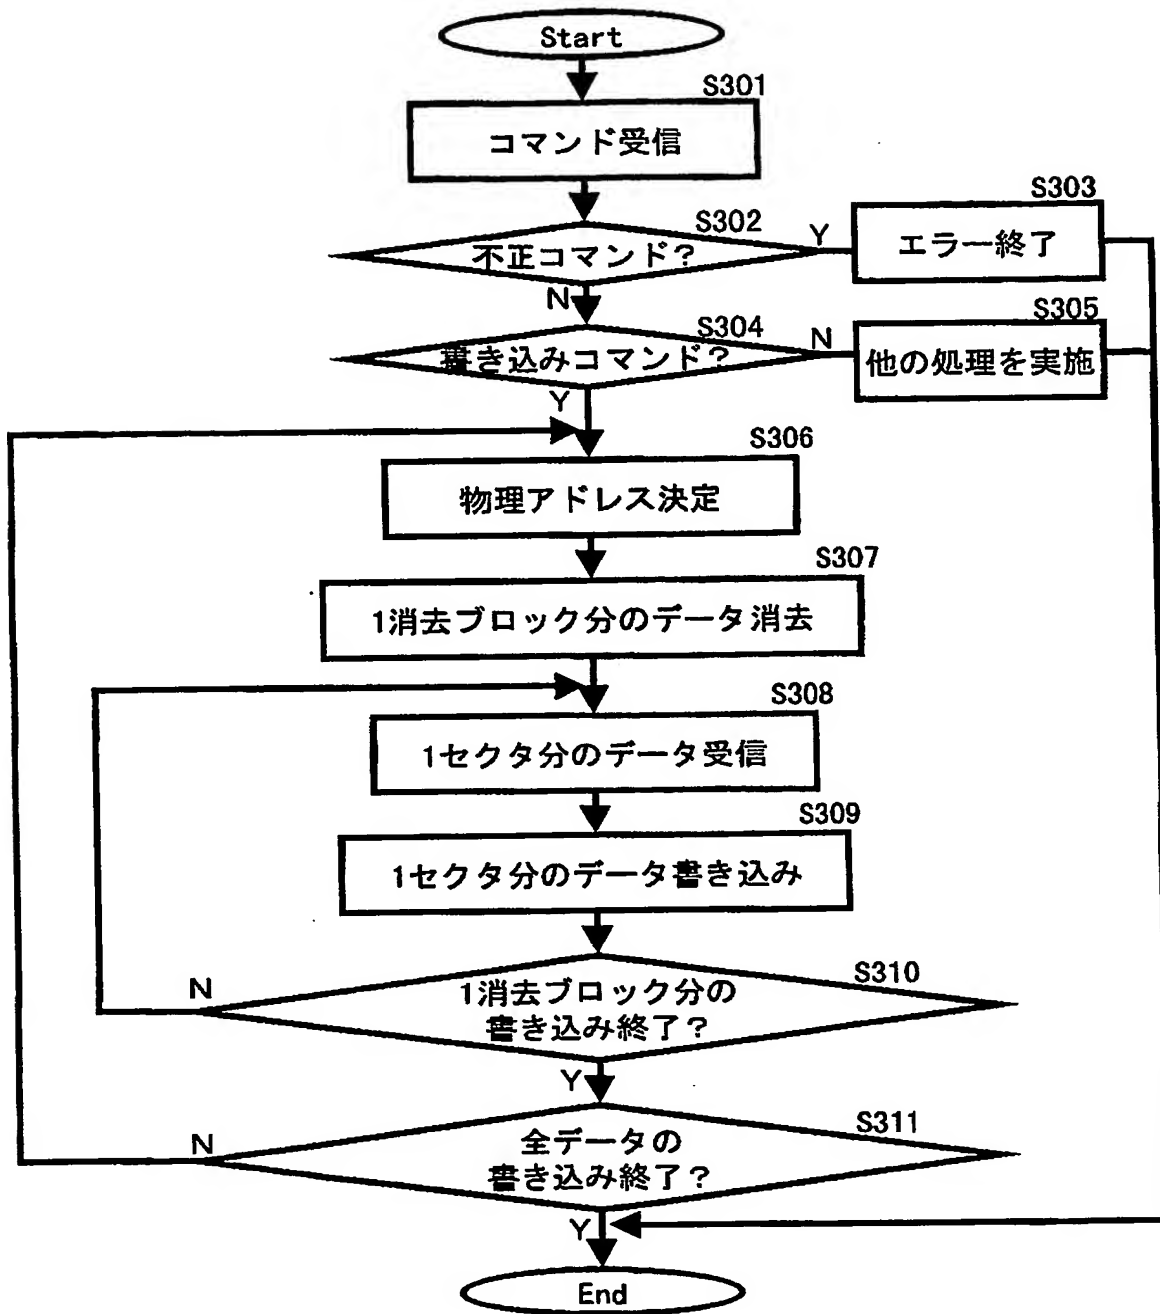 Start
S301
コマンド受信
S302
不正コマンド?
Y
N
S303
エラー終了
S304
書き込みコマンド?
N
Y
S305
他の処理を実施
S306
物理アドレス決定
S307
1消去ブロック分のデータ消去
S308
1セクタ分のデータ受信
S309
1セクタ分のデータ書き込み
S310
1消去ブロック分の
書き込み終了?
N
Y
S311
全データの
書き込み終了?
N
Y
End